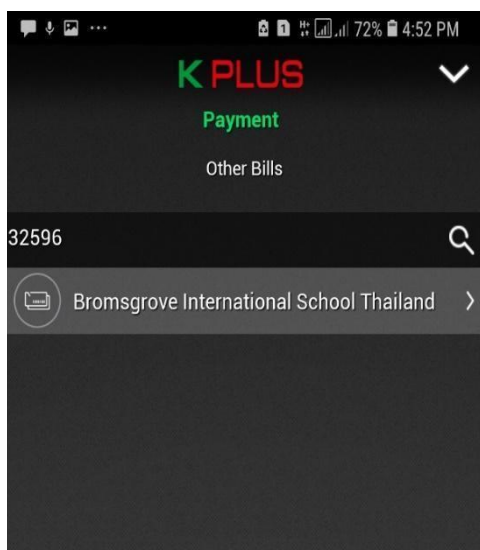 72% 4:52 PM
K PLUS
Payment
Other Bills
32596
Bromsgrove International School Thailand